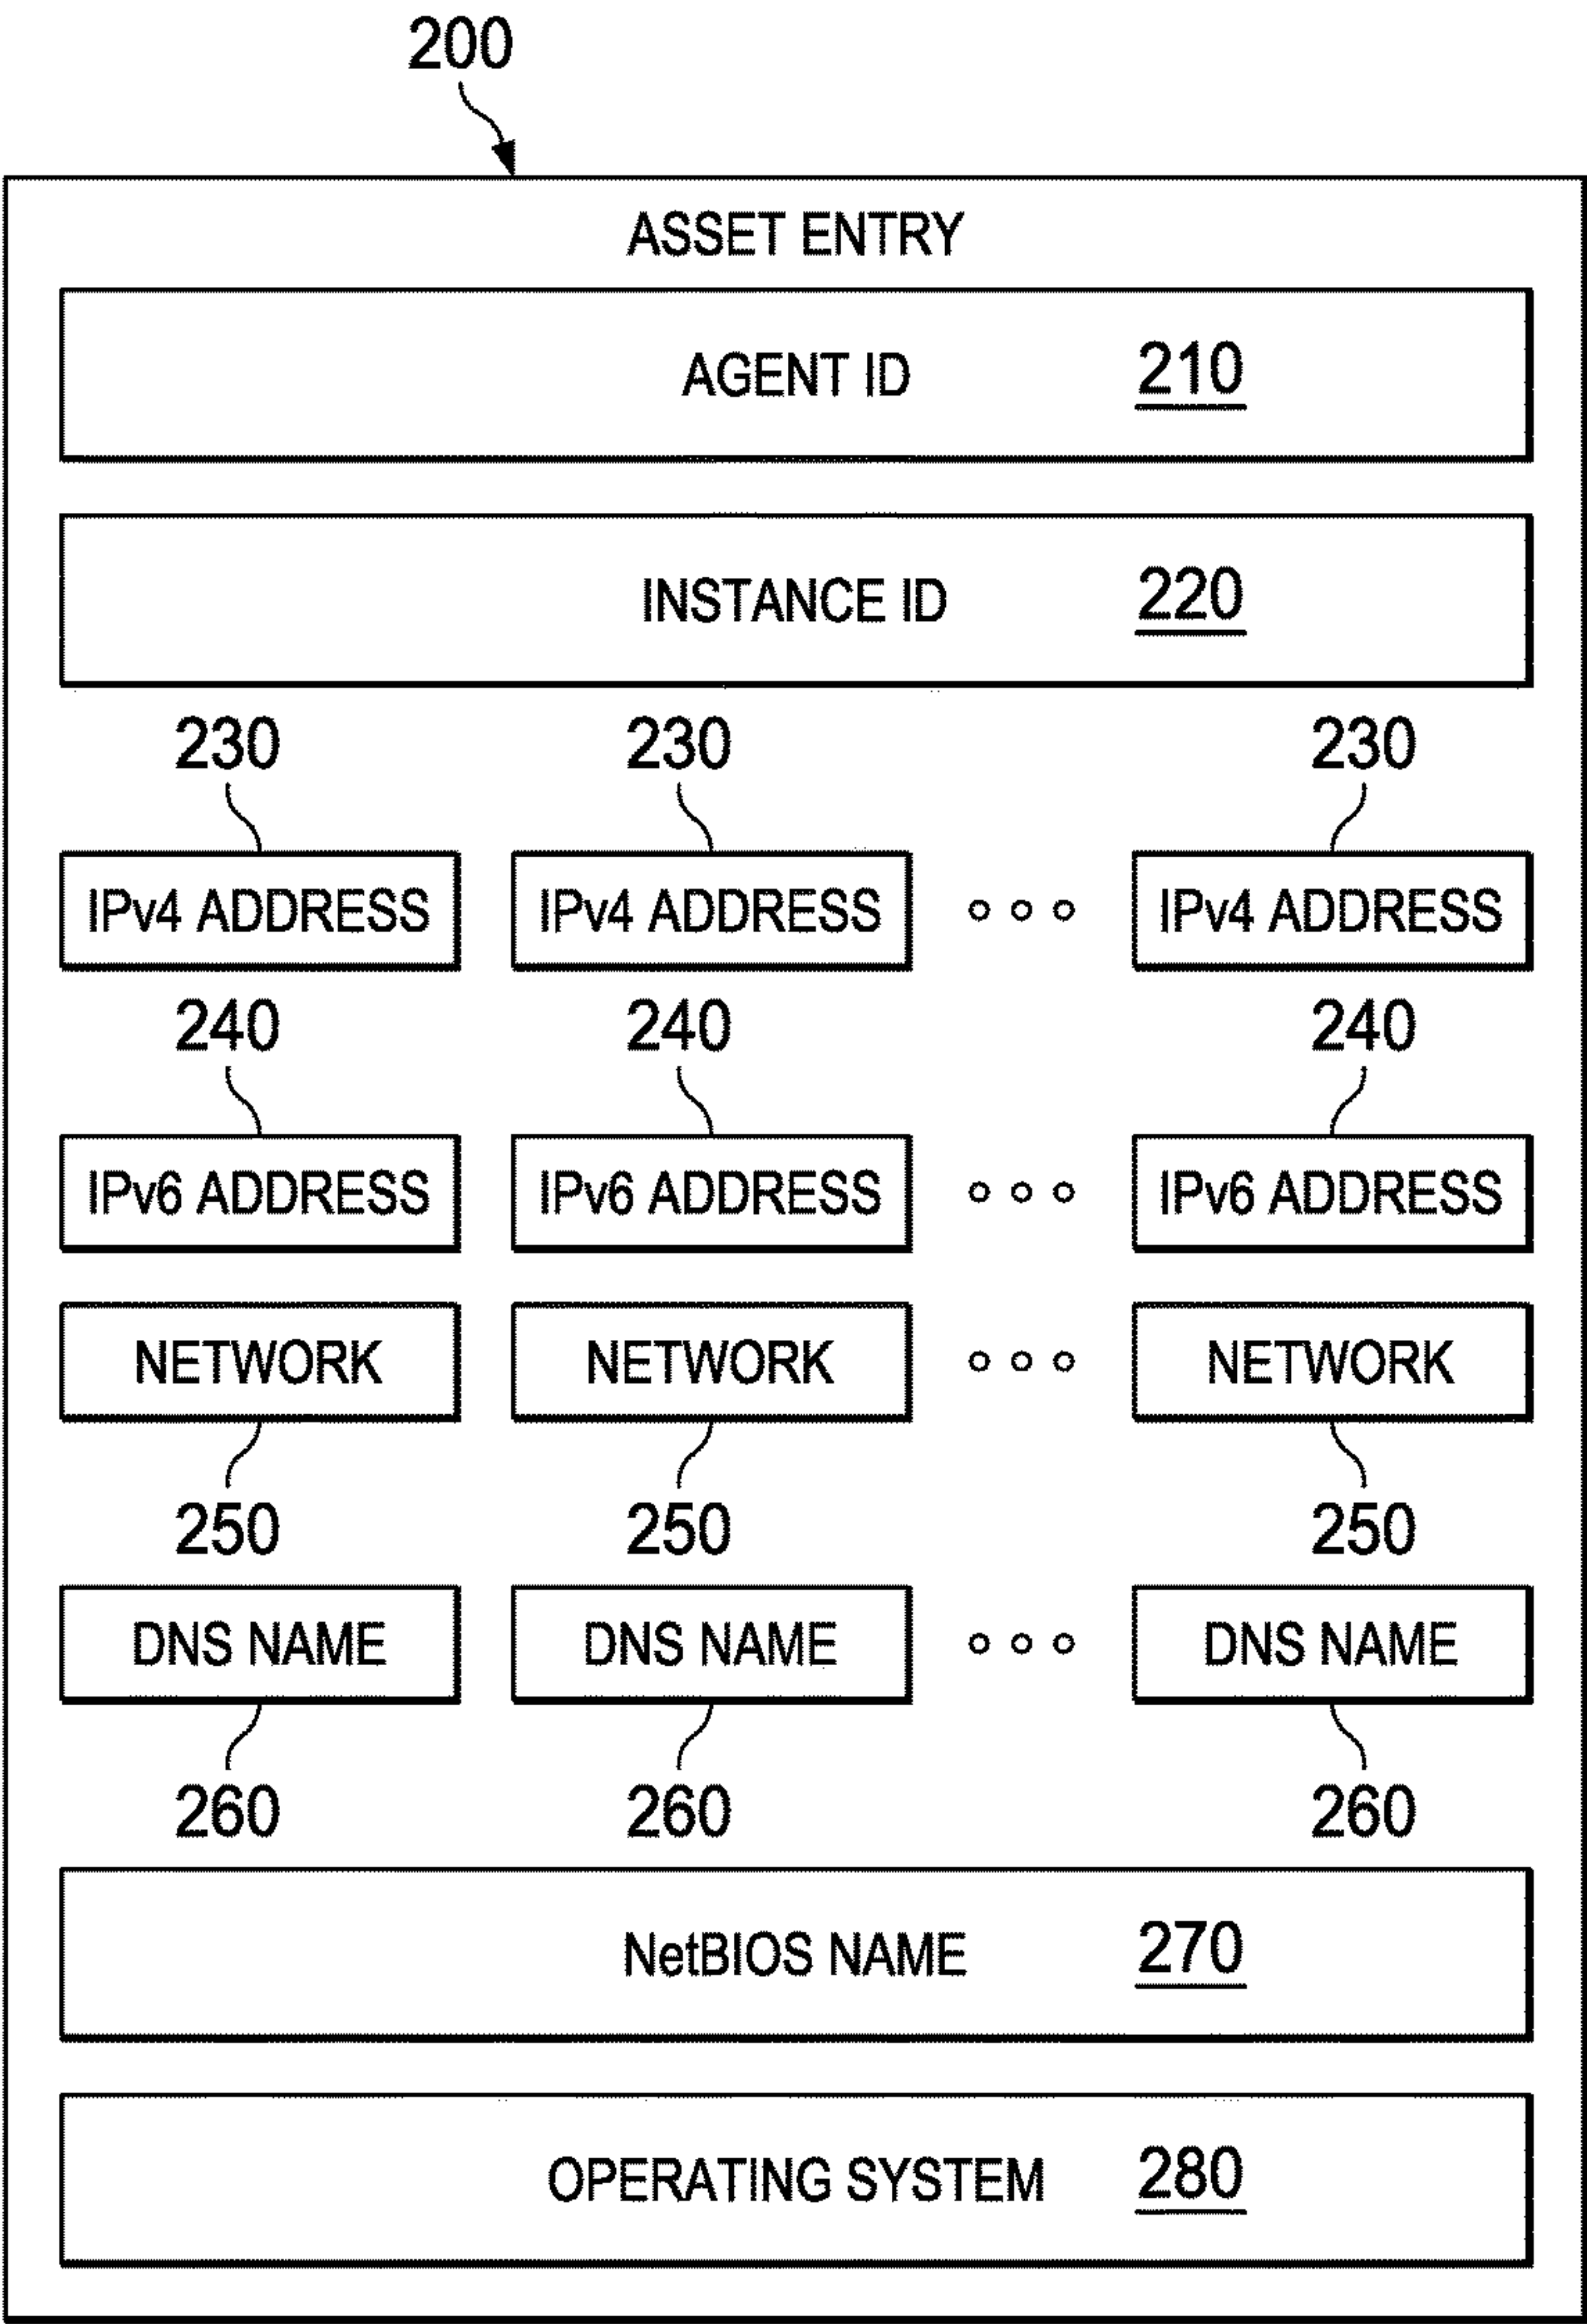 200
ASSET ENTRY
AGENT ID 210
INSTANCE ID 220
230 230 230
IPv4 ADDRESS IPv4 ADDRESS IPv4 ADDRESS
240 240 240
IPv6 ADDRESS IPv6 ADDRESS IPv6 ADDRESS
NETWORK NETWORK NETWORK
250 250 250
DNS NAME DNS NAME DNS NAME
260 260 260
NetBIOS NAME 270
OPERATING SYSTEM 280